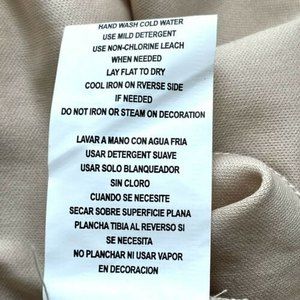 HAND WASH COLD WATER
USE MILD DETERGENT
USE NON-CHLORINE LEACH
WHEN NEEDED
LAY FLAT TO DRY
COOL IRON ON RVERSE SIDE
IF NEEDED
DO NOT IRON OR STEAM ON DECORATION
LAVAR A MANO CON AGUA FRIA
USAR DETERGENT SUAVE
USAR SOLO BLANQUEADOR
SIN CLORO
CUANDO SE NECESITE
SECAR SOBRE SUPERFICIE PLANA
PLANCHA TIBIA AL REVERSO SI
SE NECESITA
NO PLANCHAR NI USAR VAPOR
EN DECORACION